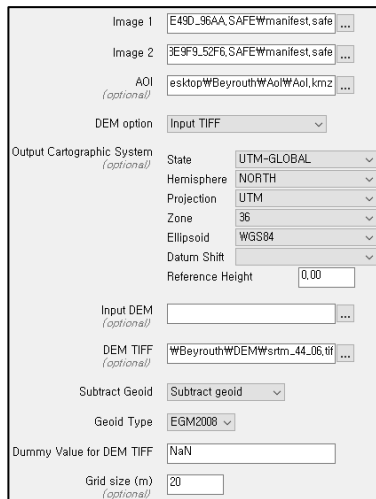 Image 1 E49D_96AA,SAFE₩manifest,safe ...
Image 2 3E9F9_52F6,SAFE₩manifest,safe ...
AOI esktop₩Beyrouth₩AoI₩AoI,kmz ...
(optional)
DEM option Input TIFF
Output Cartographic System
(optional)
State UTM-GLOBAL
Hemisphere NORTH
Projection UTM
Zone 36
Ellipsoid WGS84
Datum Shift
Reference Height 0,00
Input DEM ...
(optional)
DEM TIFF ₩Beyrouth₩DEM₩srtm_44_06,tif ...
(optional)
Subtract Geoid Subtract geoid
Geoid Type EGM2008
Dummy Value for DEM TIFF NaN
Grid size (m) 20
(optional)